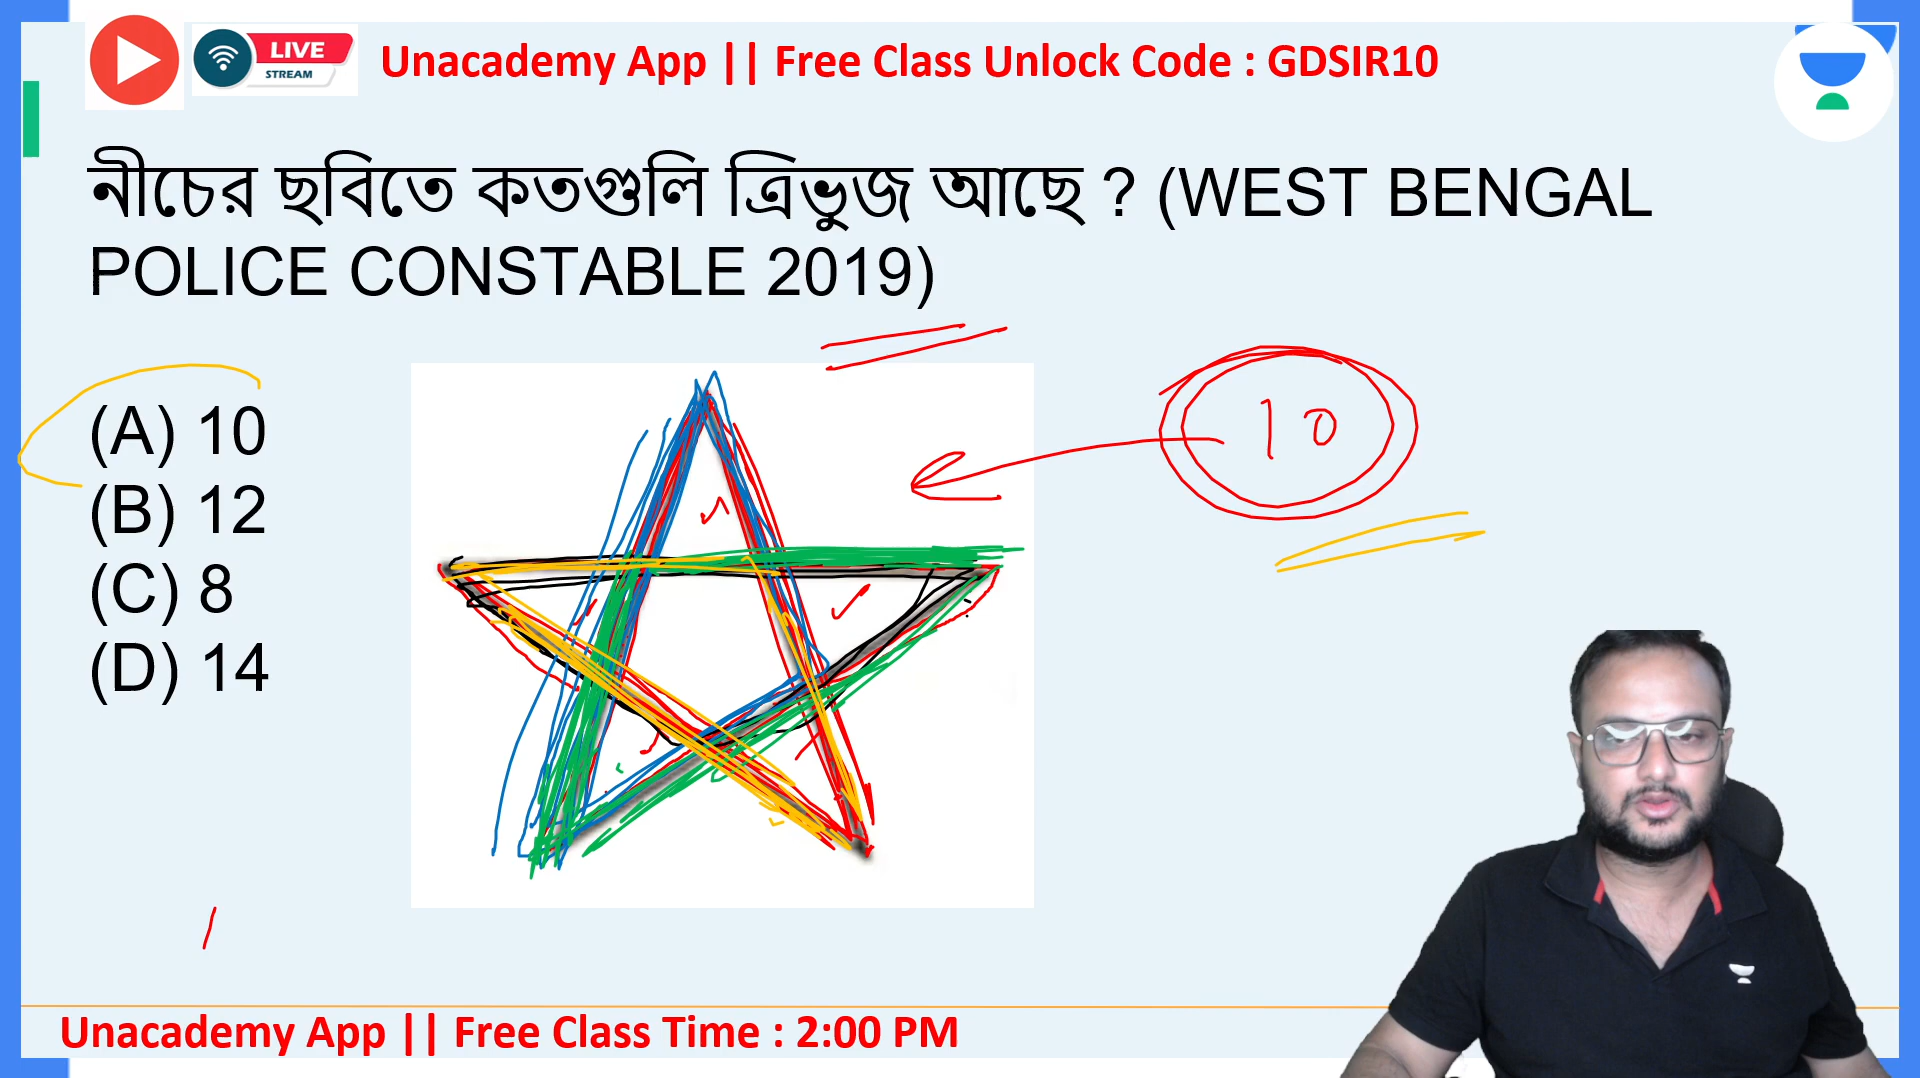 LIVE
STREAM
Unacademy App || Free Class Unlock Code : GDSIR10
নীচের ছবিতে কতগুলি ত্রিভুজ আছে ? (WEST BENGAL
POLICE CONSTABLE 2019)
10
(A) 10
(B) 12
(C) 8
(D) 14
Unacademy App || Free Class Time : 2:00 PM